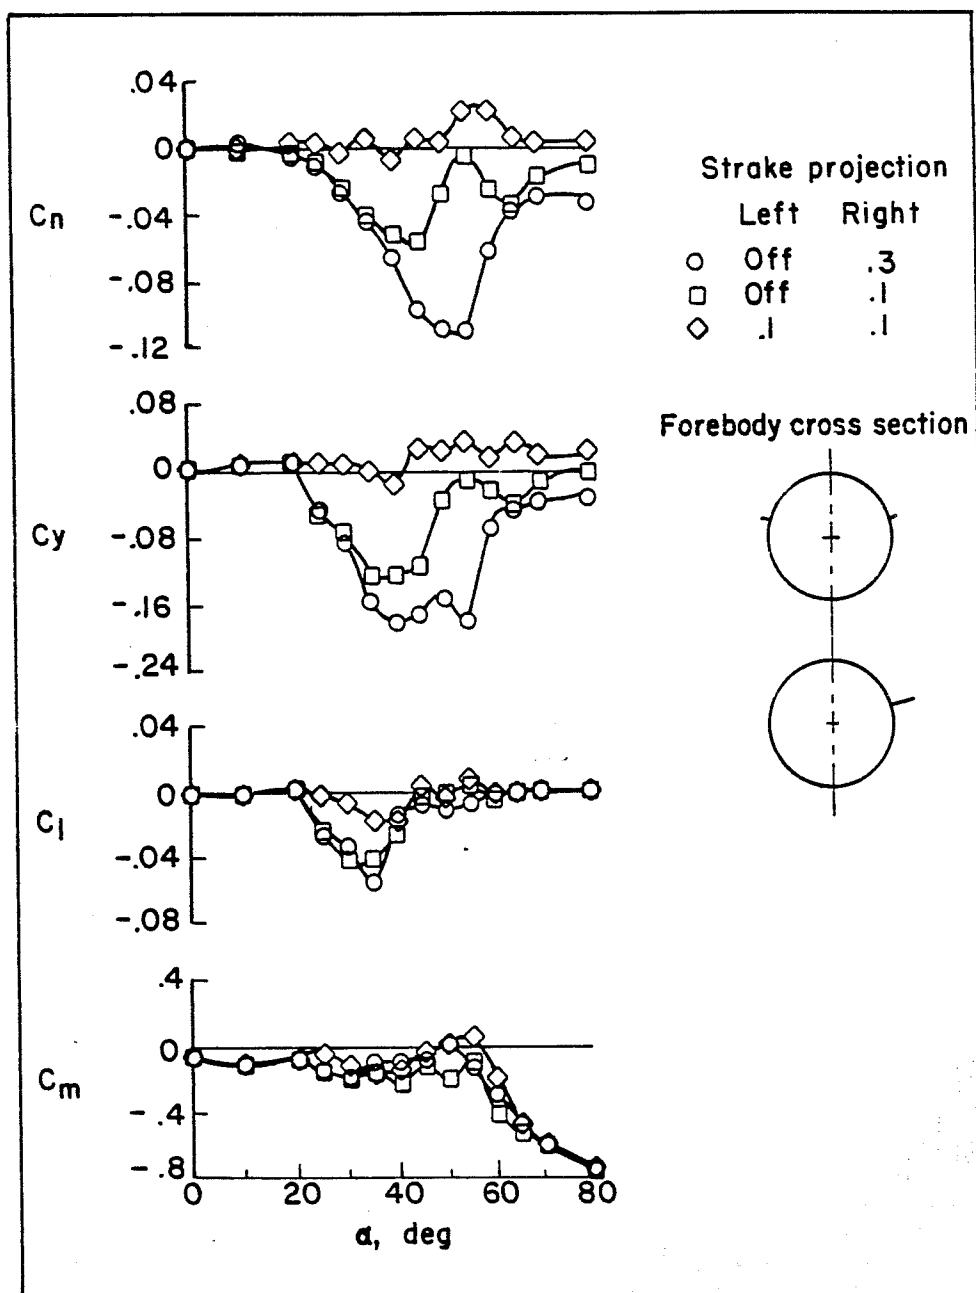 .04
0
-.04
-.08
-.12
Cn
Strake projection
Left Right
Off .3
Off .1
.1 .1
.08
0
-.08
-.16
-.24
Cy
Forebody cross section
.04
0
-.04
-.08
Cl
.4
0
-.4
-.8
Cm
0 20 40 60 80
α, deg